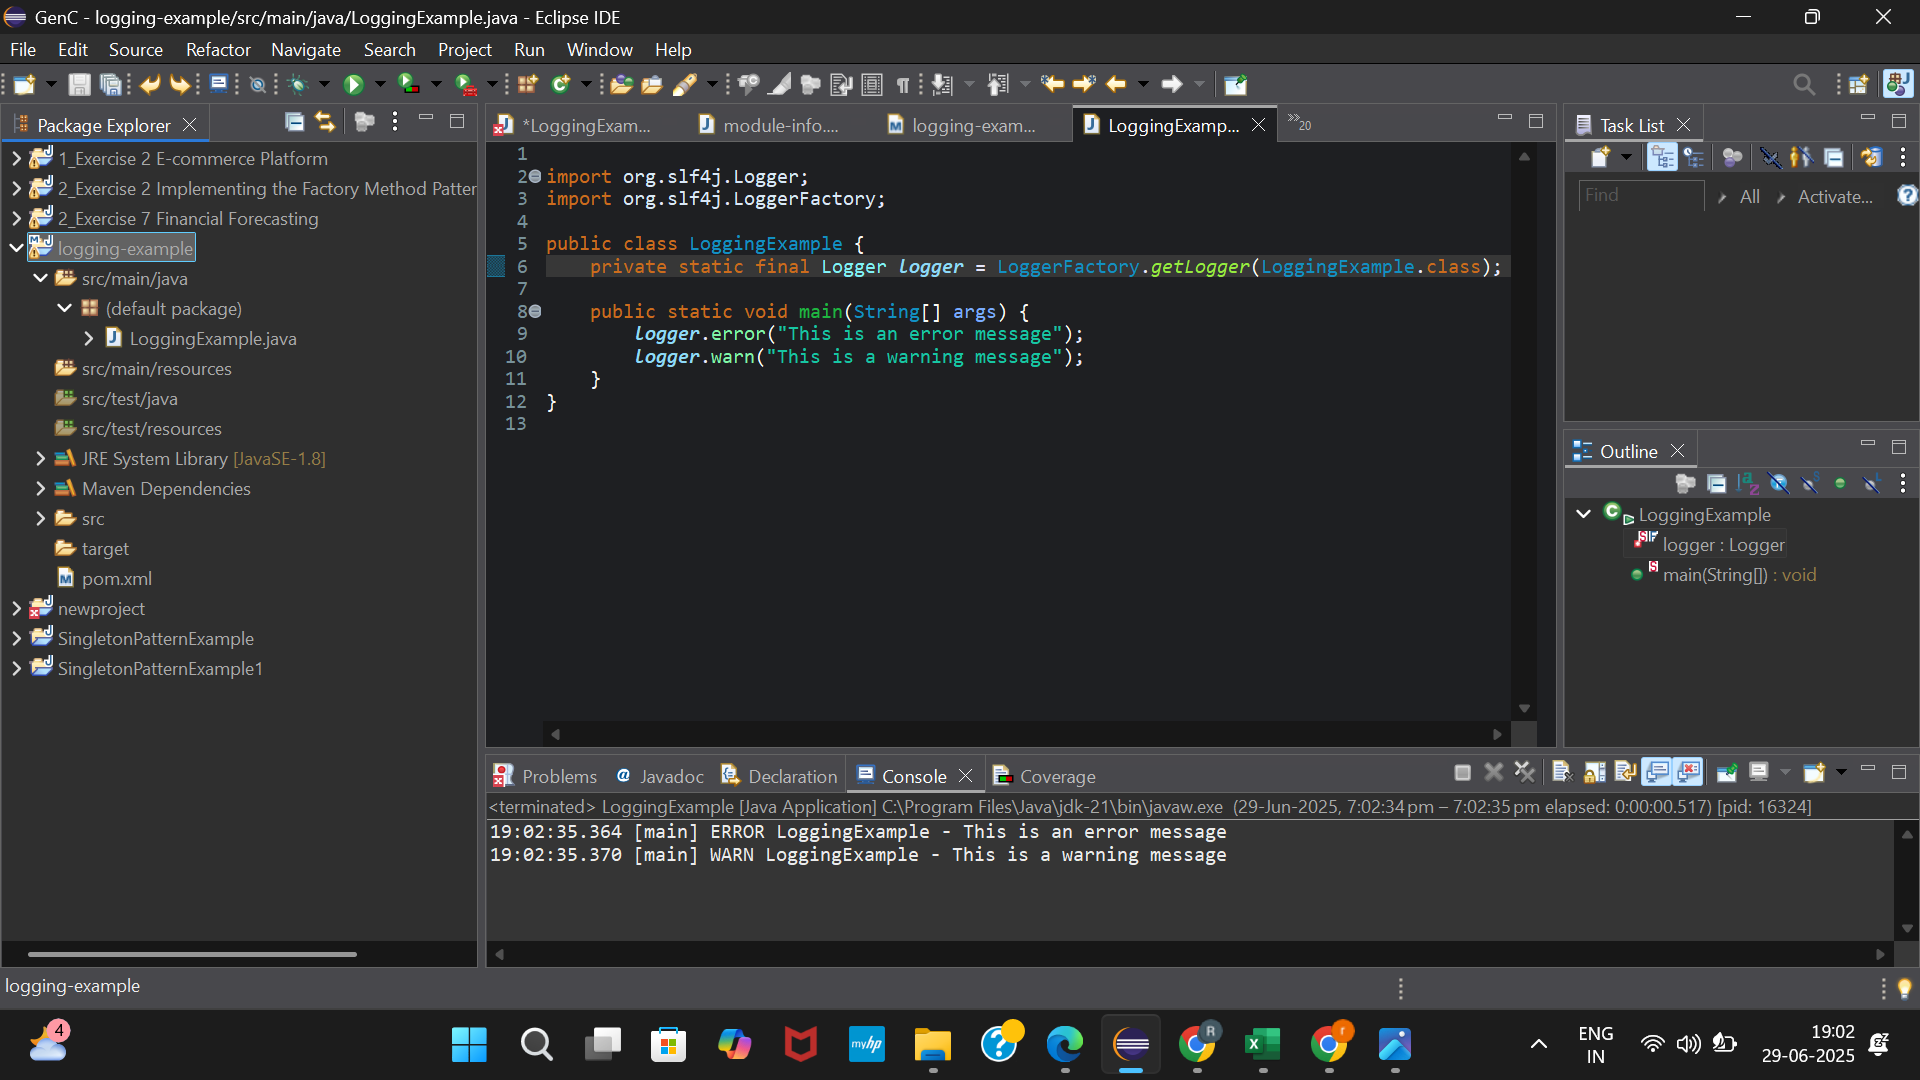 GenC - logging-example/src/main/java/LoggingExample.java - Eclipse IDE
File Edit Source Refactor Navigate Search Project Run Window Help
Package Explorer
1_Exercise 2 E-commerce Platform
2_Exercise 2 Implementing the Factory Method Patter
2_Exercise 7 Financial Forecasting
logging-example
src/main/java
(default package)
LoggingExample.java
src/main/resources
src/test/java
src/test/resources
JRE System Library [JavaSE-1.8]
Maven Dependencies
src
target
pom.xml
newproject
SingletonPatternExample
SingletonPatternExample1
*LoggingExam... module-info.... logging-exam... LoggingExamp... »20
1
2 import org.slf4j.Logger;
3 import org.slf4j.LoggerFactory;
4
5 public class LoggingExample {
6     private static final Logger logger = LoggerFactory.getLogger(LoggingExample.class);
7
8     public static void main(String[] args) {
9         logger.error("This is an error message");
10         logger.warn("This is a warning message");
11     }
12 }
13
Task List
Find All Activate...
Outline
LoggingExample
logger : Logger
main(String[]) : void
Problems Javadoc Declaration Console Coverage
<terminated> LoggingExample [Java Application] C:\Program Files\Java\jdk-21\bin\javaw.exe (29-Jun-2025, 7:02:34 pm – 7:02:35 pm elapsed: 0:00:00.517) [pid: 16324]
19:02:35.364 [main] ERROR LoggingExample - This is an error message
19:02:35.370 [main] WARN LoggingExample - This is a warning message
logging-example
4
myhp
R
r
ENG
IN
19:02
29-06-2025